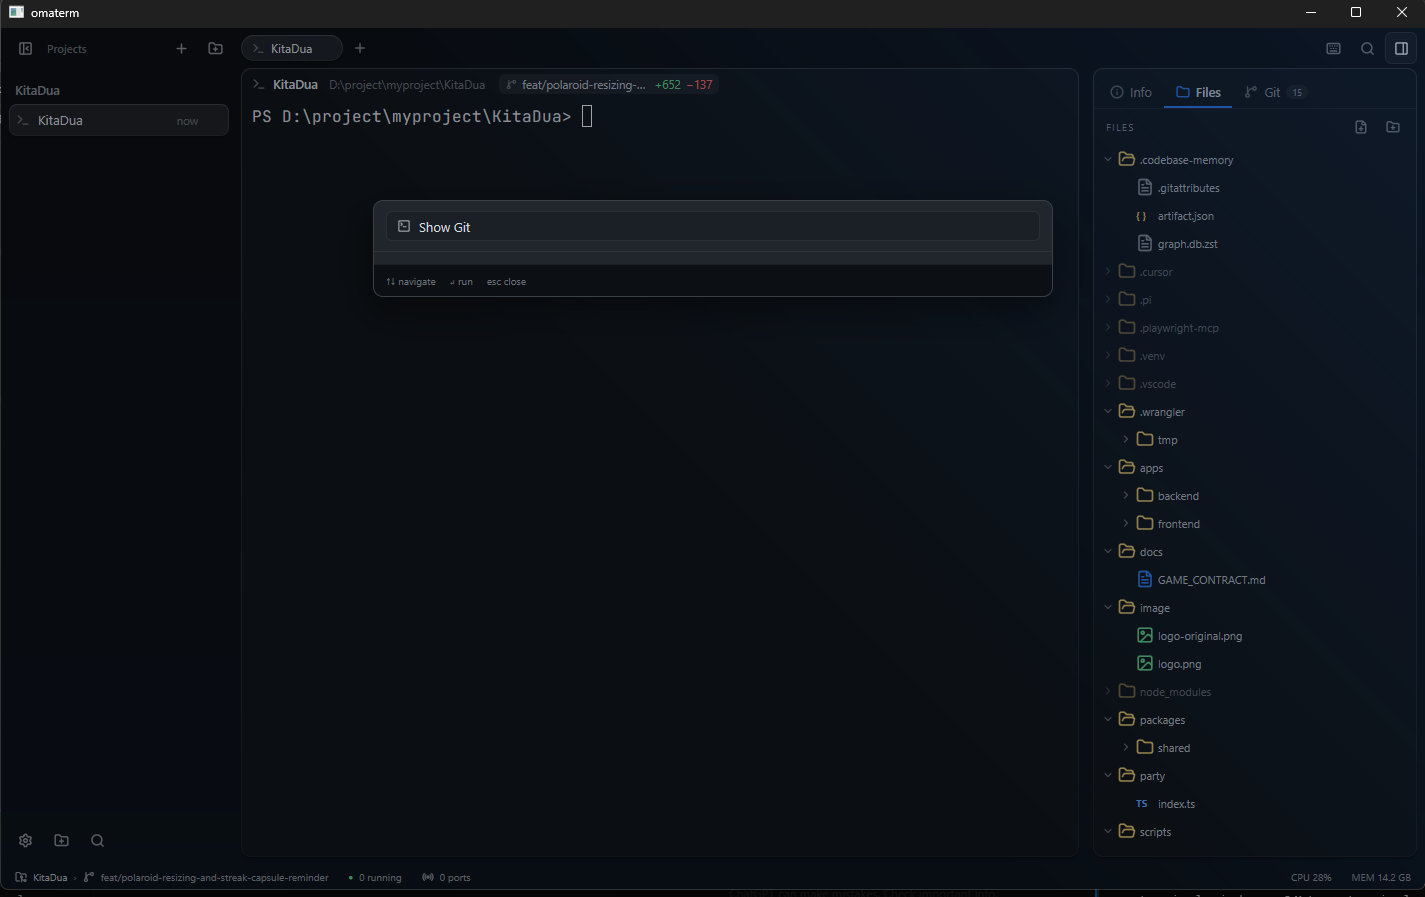 omaterm
Projects
KitaDua
KitaDua now
KitaDua
KitaDua D:\project\myproject\KitaDua feat/polaroid-resizing-... +652 −137
PS D:\project\myproject\KitaDua>
Show Git
↑↓ navigate ↲ run esc close
Info Files Git 15
FILES
.codebase-memory
.gitattributes
{ } artifact.json
graph.db.zst
.cursor
.pi
.playwright-mcp
.venv
.vscode
.wrangler
tmp
apps
backend
frontend
docs
GAME_CONTRACT.md
image
logo-original.png
logo.png
node_modules
packages
shared
party
TS index.ts
scripts
KitaDua feat/polaroid-resizing-and-streak-capsule-reminder 0 running 0 ports
CPU 28% MEM 14.2 GB